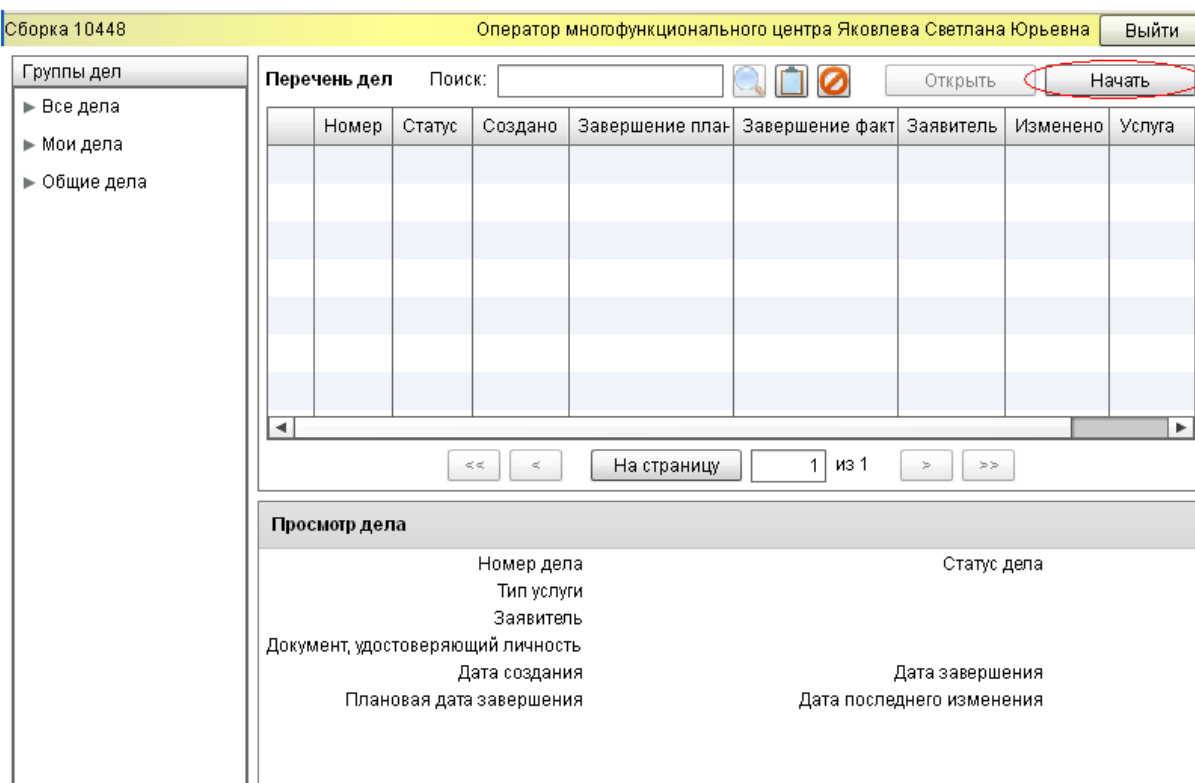 Сборка 10448 Оператор многофункционального центра Яковлева Светлана Юрьевна Выйти
Группы дел
Все дела
Мои дела
Общие дела
Перечень дел Поиск: Открыть Начать
Номер Статус Создано Завершение план Завершение факт Заявитель Изменено Услуга
<< < На страницу 1 из 1 > >>
Просмотр дела
Номер дела Статус дела
Тип услуги
Заявитель
Документ, удостоверяющий личность
Дата создания Дата завершения
Плановая дата завершения Дата последнего изменения